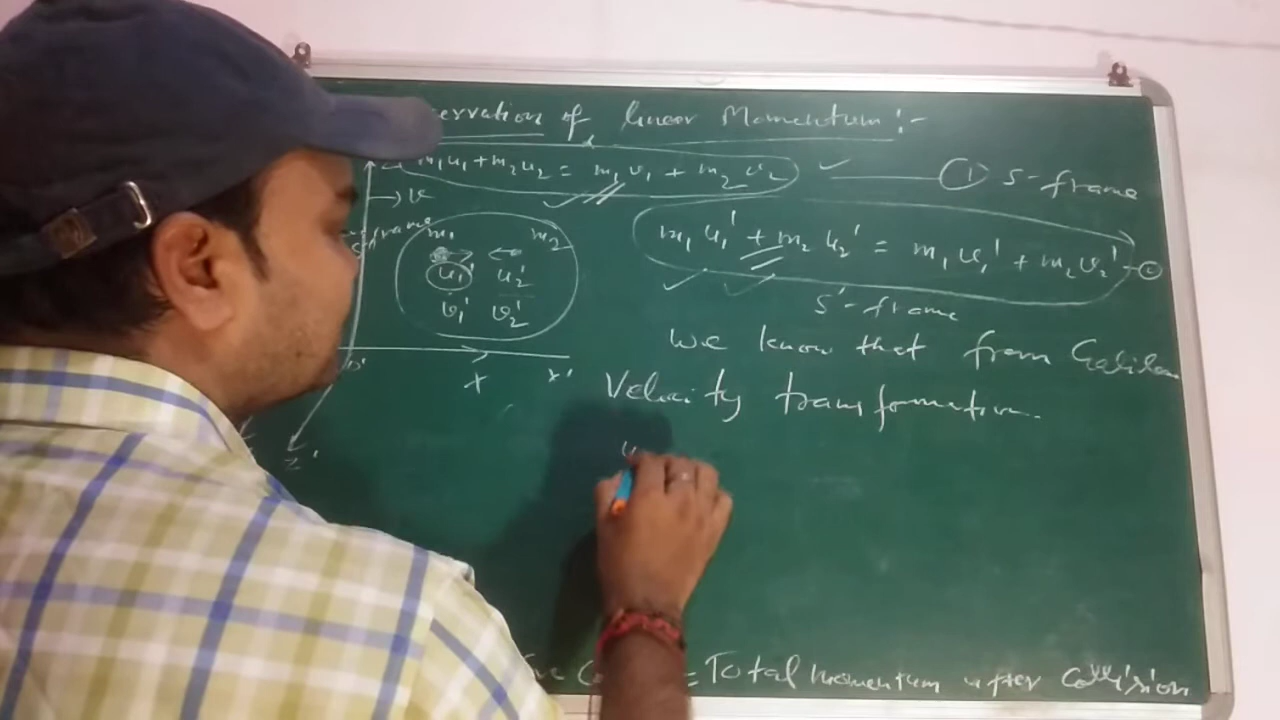 ervation of linear Momentum :-
m₁u₁ + m₂u₂ = m₁v₁ + m₂v₂ ① S-frame
→ v
m₁ m₂
u₁' u₂'
v₁' v₂'
m₁u₁' + m₂u₂' = m₁v₁' + m₂v₂'
S'-frame
We know that from Galilean
Velocity transformation.
O' X X'
Z'
u
= Total momentum after Collision